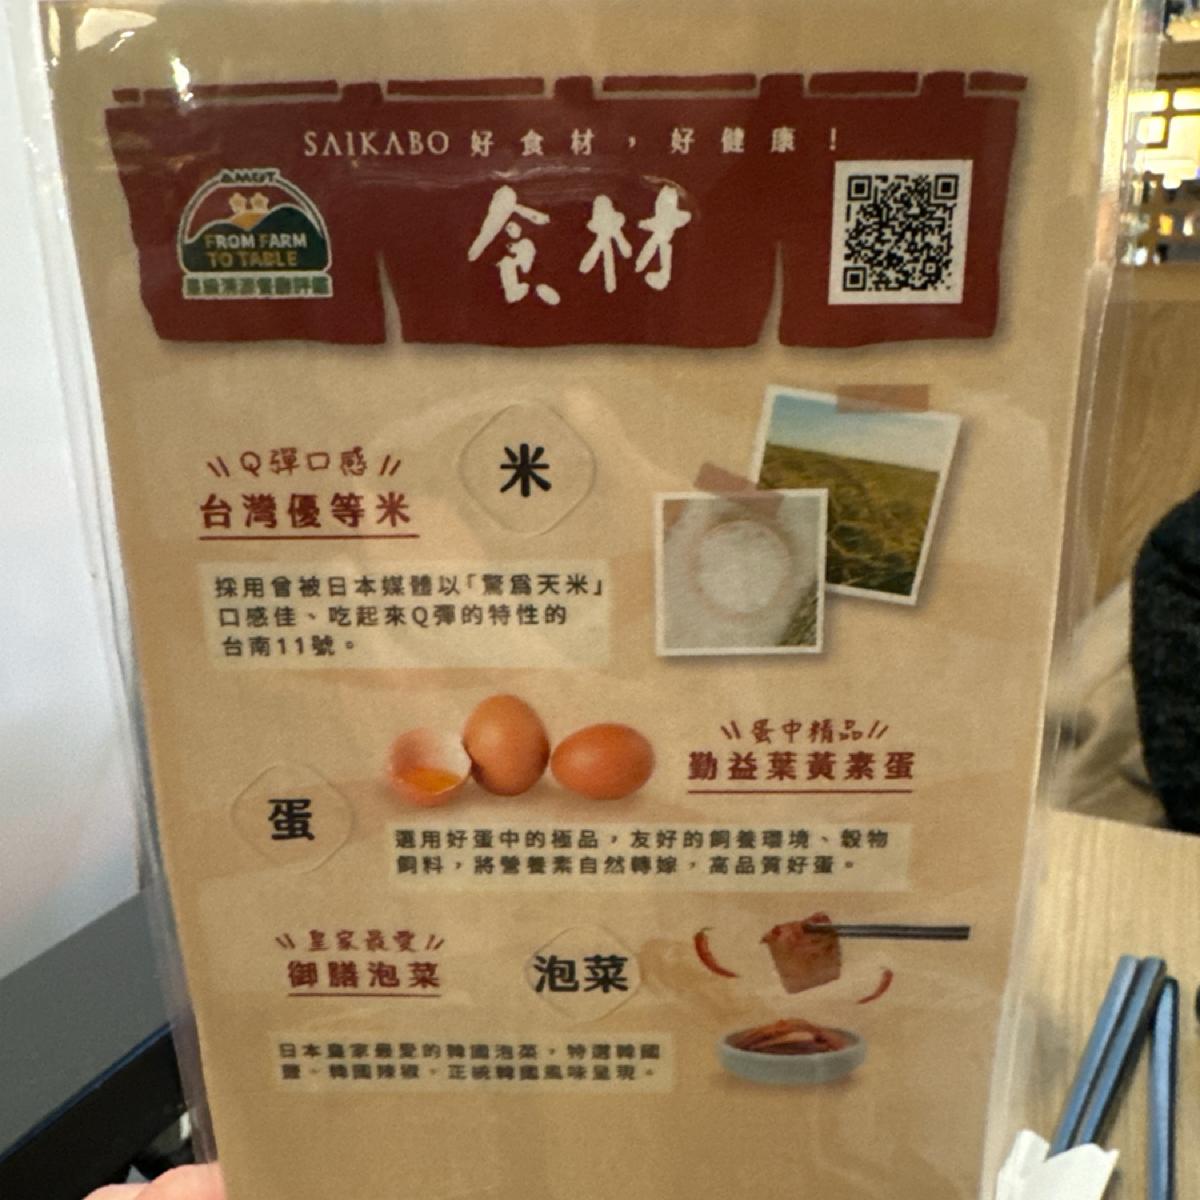 SAIKABO 好食材，好健康！
FROM FARM
TO TABLE
食材
\\ Q彈口感 //
台灣優等米
米
採用曾被日本媒體以「驚爲天米」
口感佳、吃起來Q彈的特性的
台南11號。
\\ 蛋中精品 //
勤益葉黃素蛋
蛋
選用好蛋中的極品，友好的飼養環境、穀物
飼料，將營養素自然轉嫁，高品質好蛋。
\\ 皇家最愛 //
御膳泡菜
泡菜
日本皇家最愛的韓國泡菜，特選韓國
鹽、韓國辣椒，正統韓國風味呈現。